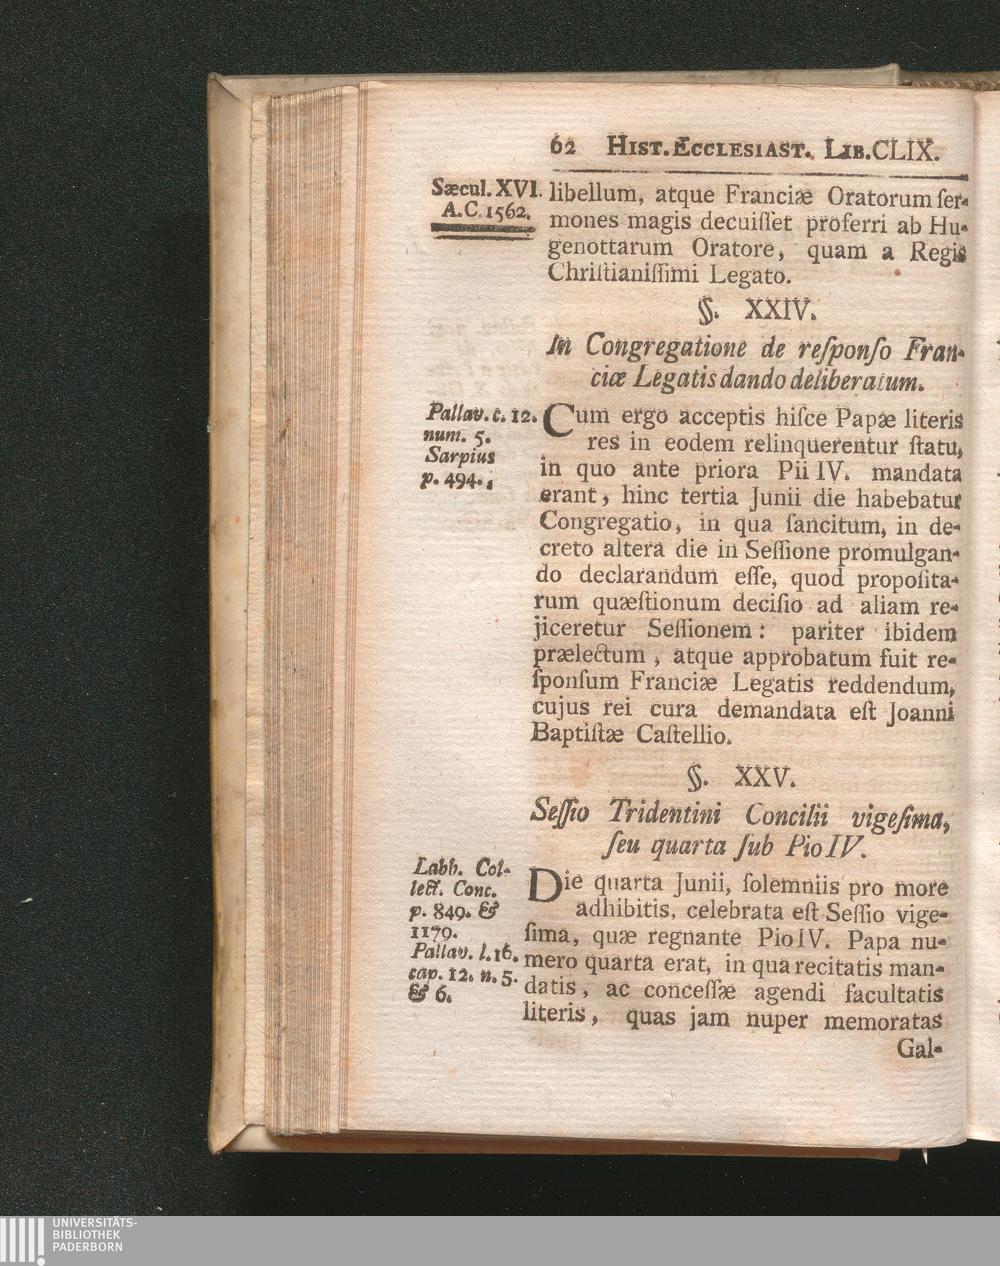 62 HIST. ECCLESIAST. LIB. CLIX.
Sæcul. XVI.
A.C. 1562.
libellum, atque Franciæ Oratorum ſer-
mones magis decuiſſet proferri ab Hu-
genottarum Oratore, quam a Regis
Chriſtianiſſimi Legato.
§. XXIV.
In Congregatione de reſponſo Fran-
ciæ Legatis dando deliberatum.
Pallav. c. 12.
num. 5.
Sarpius
p. 494.
Cum ergo acceptis hiſce Papæ literis
res in eodem relinquerentur ſtatu,
in quo ante priora Pii IV. mandata
erant, hinc tertia Junii die habebatur
Congregatio, in qua ſancitum, in de-
creto altera die in Seſſione promulgan-
do declarandum eſſe, quod propoſita-
rum quæſtionum deciſio ad aliam re-
jiceretur Seſſionem: pariter ibidem
prælectum, atque approbatum fuit re-
ſponſum Franciæ Legatis reddendum,
cujus rei cura demandata eſt Joanni
Baptiſtæ Caſtellio.
§. XXV.
Seſſio Tridentini Concilii vigeſima,
ſeu quarta ſub Pio IV.
Labb. Col-
lect. Conc.
p. 849. &
1179.
Pallav. l. 16.
cap. 12. n. 5.
& 6.
Die quarta Junii, ſolemniis pro more
adhibitis, celebrata eſt Seſſio vige-
ſima, quæ regnante Pio IV. Papa nu-
mero quarta erat, in qua recitatis man-
datis, ac conceſſæ agendi facultatis
literis, quas jam nuper memoratas
Gal-
UNIVERSITÄTS-
BIBLIOTHEK
PADERBORN